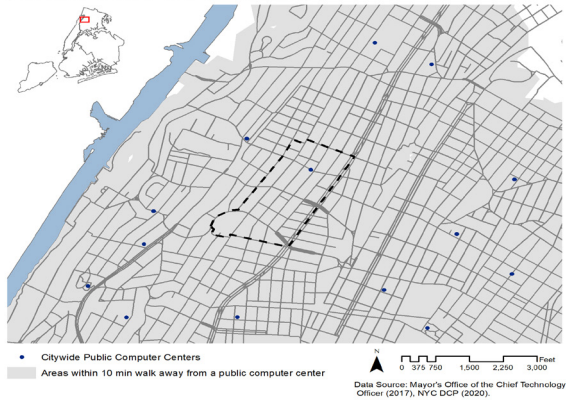 Citywide Public Computer Centers
Areas within 10 min walk away from a public computer center
0 375 750 1,500 2,250 3,000 Feet
Data Source: Mayor's Office of the Chief Technology
Officer (2017), NYC DCP (2020).